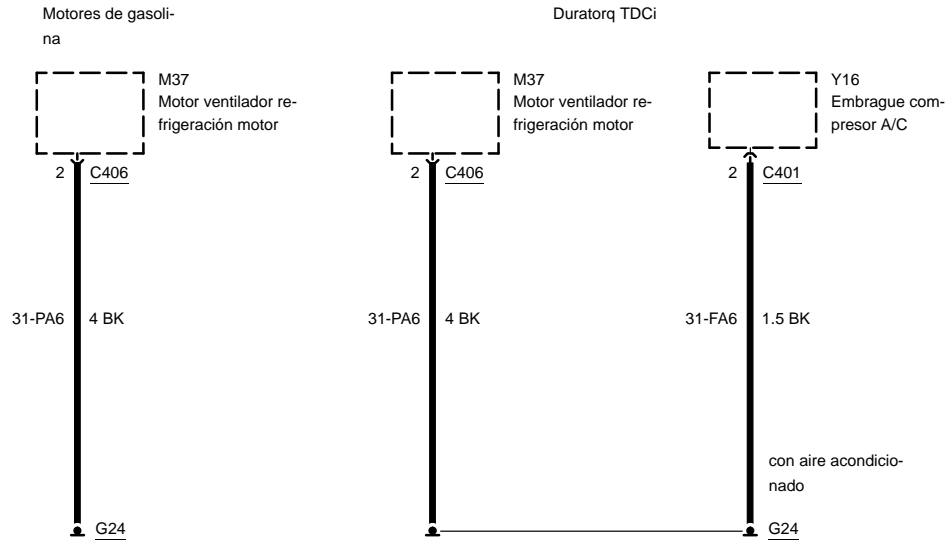 Motores de gasoli-
na
Duratorq TDCi
M37
Motor ventilador re-
frigeración motor
M37
Motor ventilador re-
frigeración motor
Y16
Embrague com-
presor A/C
2 C406
2 C406
2 C401
31-PA6 4 BK
31-PA6 4 BK
31-FA6 1.5 BK
con aire acondicio-
nado
G24
G24